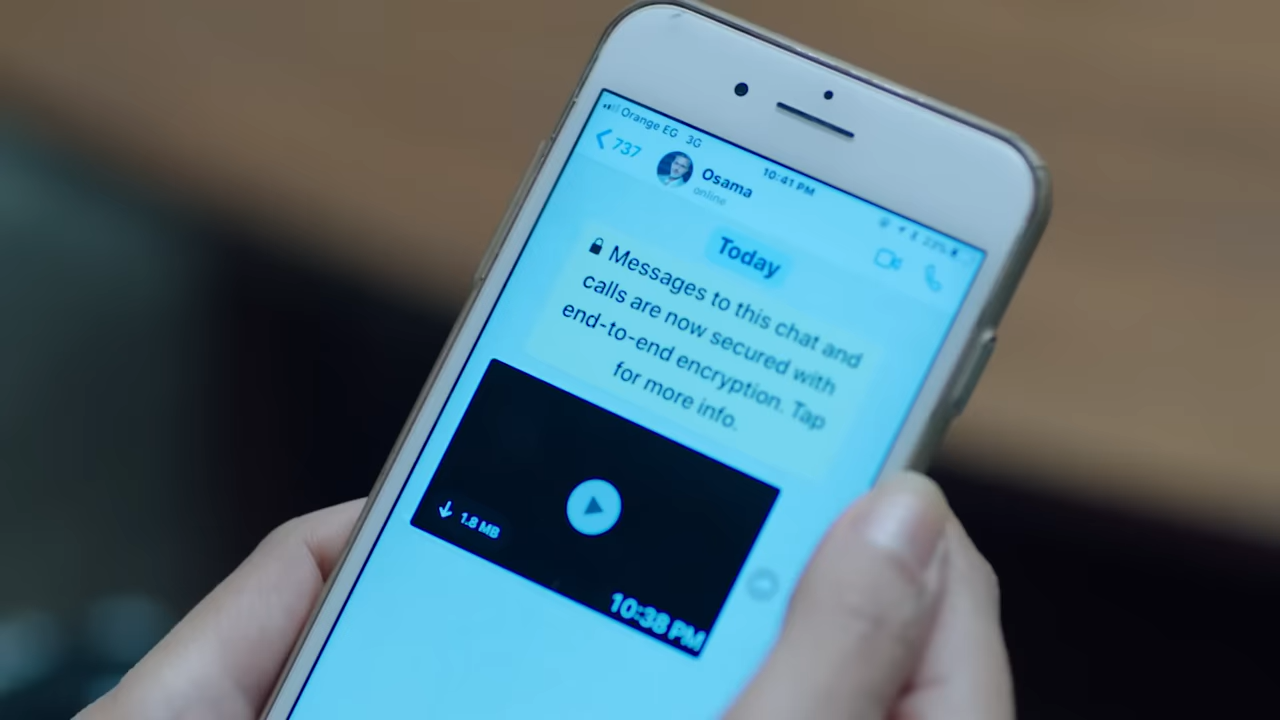 Orange EG 3G
10:41 PM
23%
737
Osama
online
Today
Messages to this chat and
calls are now secured with
end-to-end encryption. Tap
for more info.
1.8 MB
10:38 PM